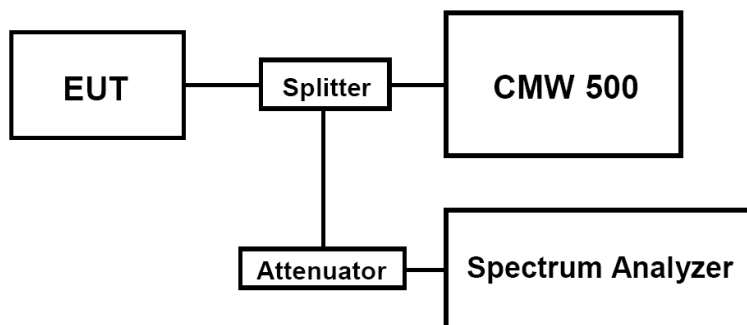 EUT
Splitter
CMW 500
Attenuator
Spectrum Analyzer